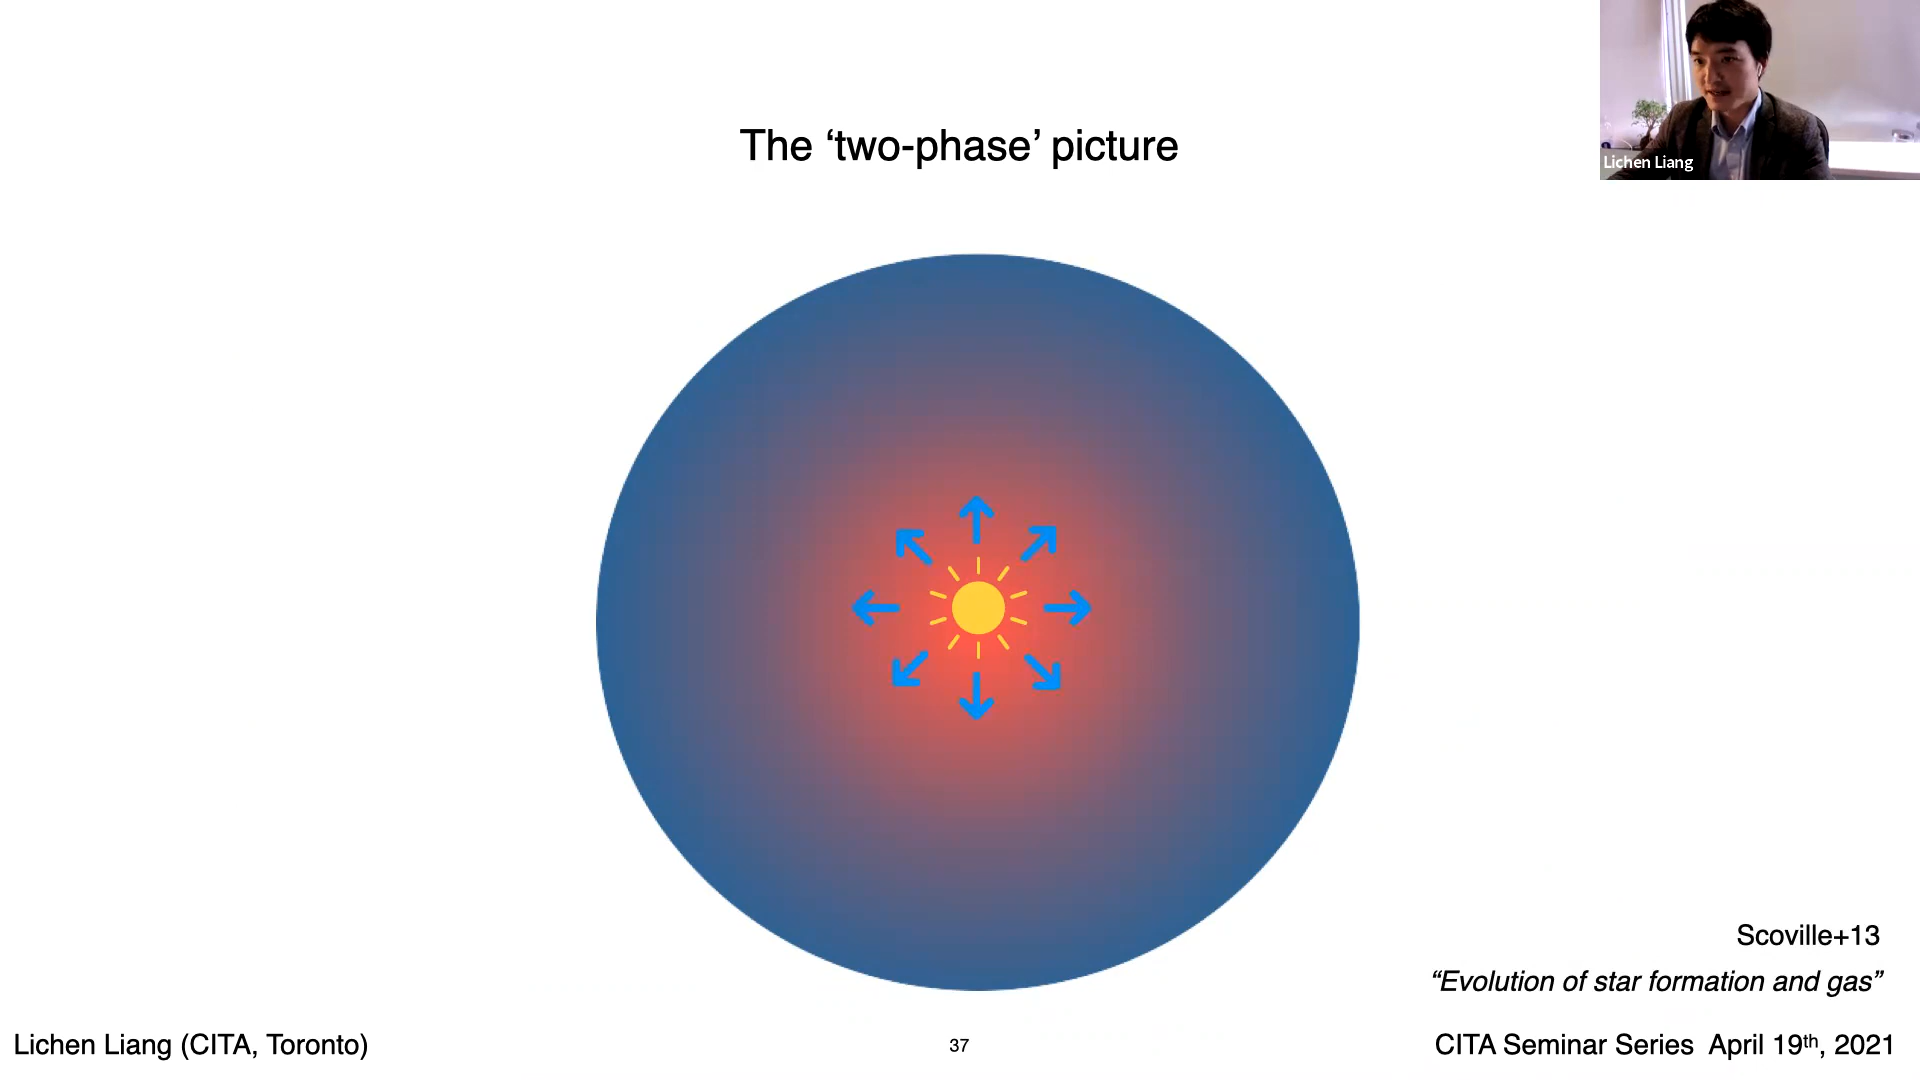 The ‘two-phase’ picture
Lichen Liang
Scoville+13
“Evolution of star formation and gas”
Lichen Liang (CITA, Toronto)
37
CITA Seminar Series April 19th, 2021